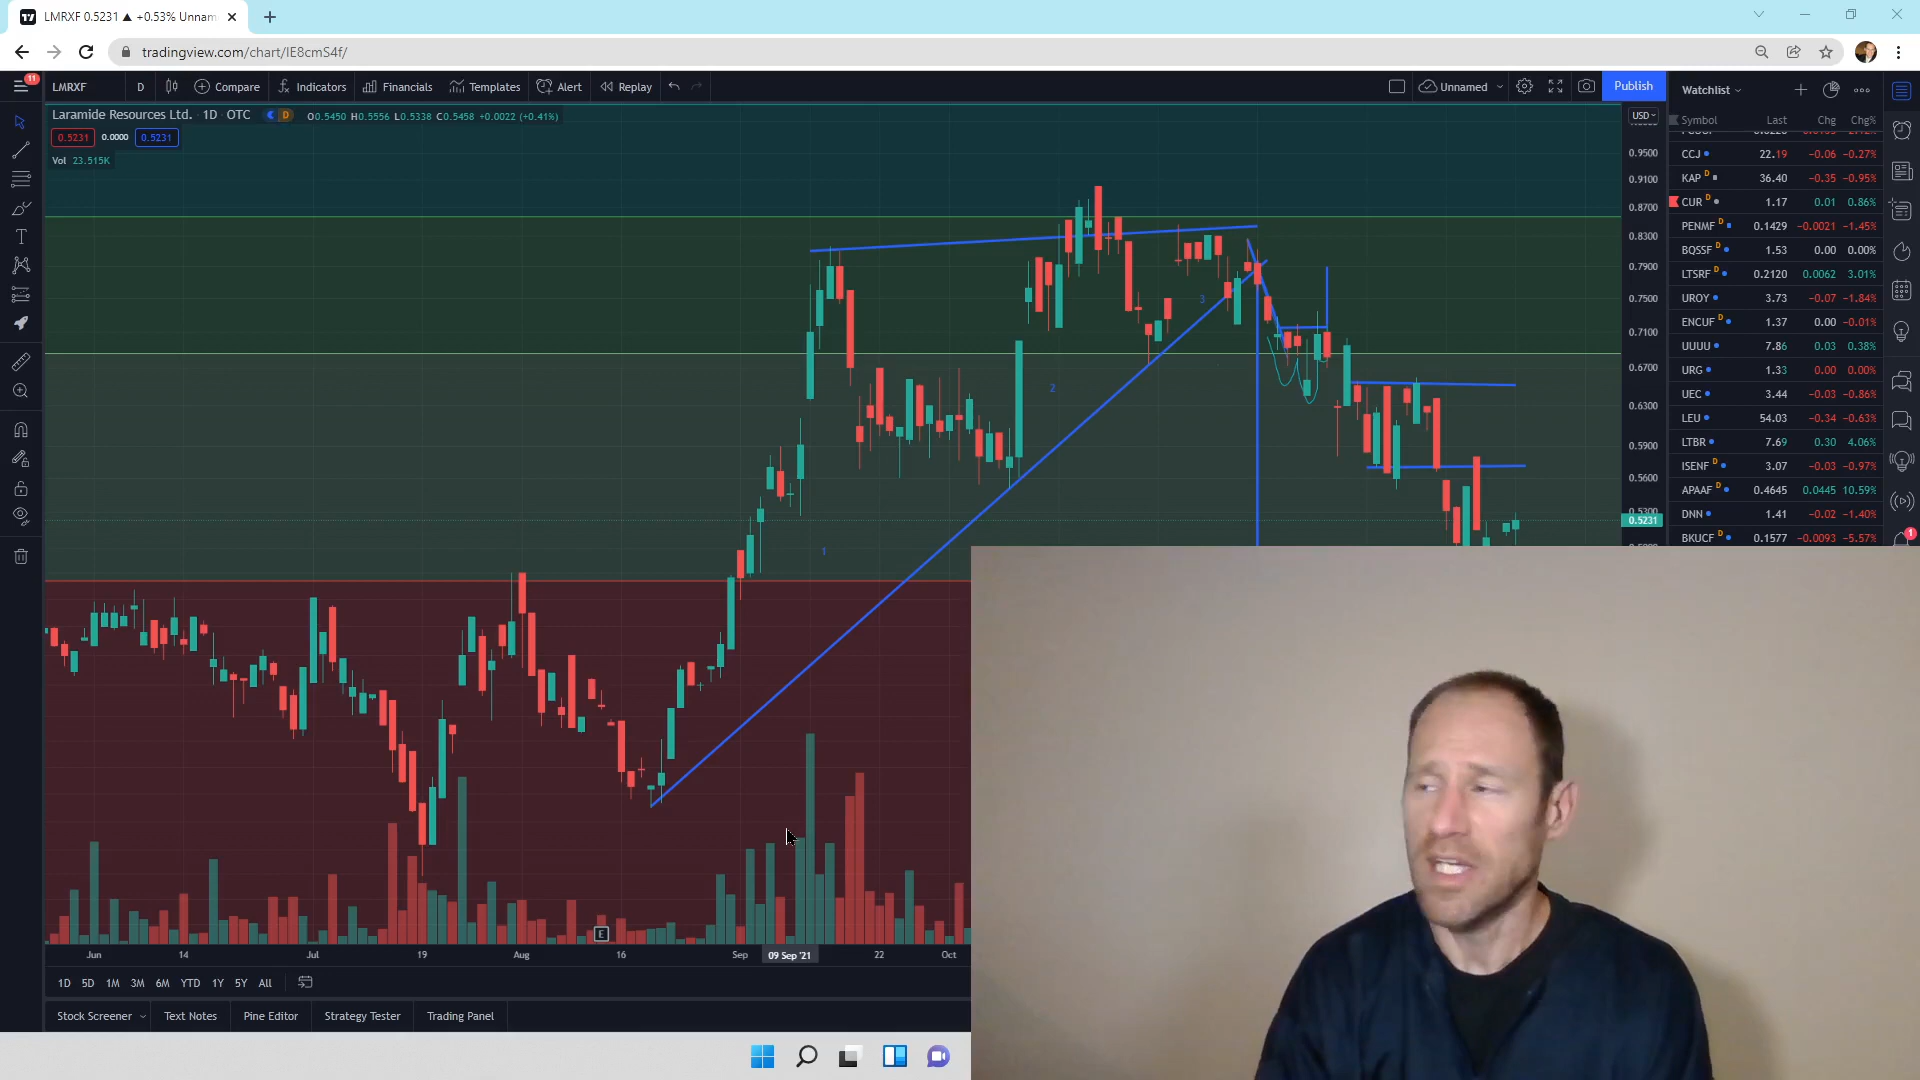 LMRXF 0.5231 ▲ +0.53% Unnam
tradingview.com/chart/IE8cmS4f/
11
LMRXF D Compare Indicators Financials Templates Alert Replay Unnamed Publish
Watchlist
Laramide Resources Ltd. · 1D · OTC D O0.5450 H0.5556 L0.5338 C0.5458 +0.0022 (+0.41%)
0.5231 0.0000 0.5231
Vol 23.515K
USD
0.9500
0.9100
0.8700
0.8300
0.7900
0.7500
0.7100
0.6700
0.6300
0.5900
0.5600
0.5300
0.5231
1
2
3
Symbol Last Chg Chg%
CCJ 22.19 −0.06 −0.27%
KAP D 36.40 −0.35 −0.95%
CUR D 1.17 0.01 0.86%
PENMF D 0.1429 −0.0021 −1.45%
BQSSF D 1.53 0.00 0.00%
LTSRF D 0.2120 0.0062 3.01%
UROY 3.73 −0.07 −1.84%
ENCUF D 1.37 0.00 −0.01%
UUUU 7.86 0.03 0.38%
URG 1.33 0.00 0.00%
UEC 3.44 −0.03 −0.86%
LEU 54.03 −0.34 −0.63%
LTBR 7.69 0.30 4.06%
ISENF D 3.07 −0.03 −0.97%
APAAF D 0.4645 0.0445 10.59%
DNN 1.41 −0.02 −1.40%
BKUCF D 0.1577 −0.0093 −5.57%
1
E
Jun 14 Jul 19 Aug 16 Sep 09 Sep '21 22 Oct
1D 5D 1M 3M 6M YTD 1Y 5Y All
Stock Screener Text Notes Pine Editor Strategy Tester Trading Panel